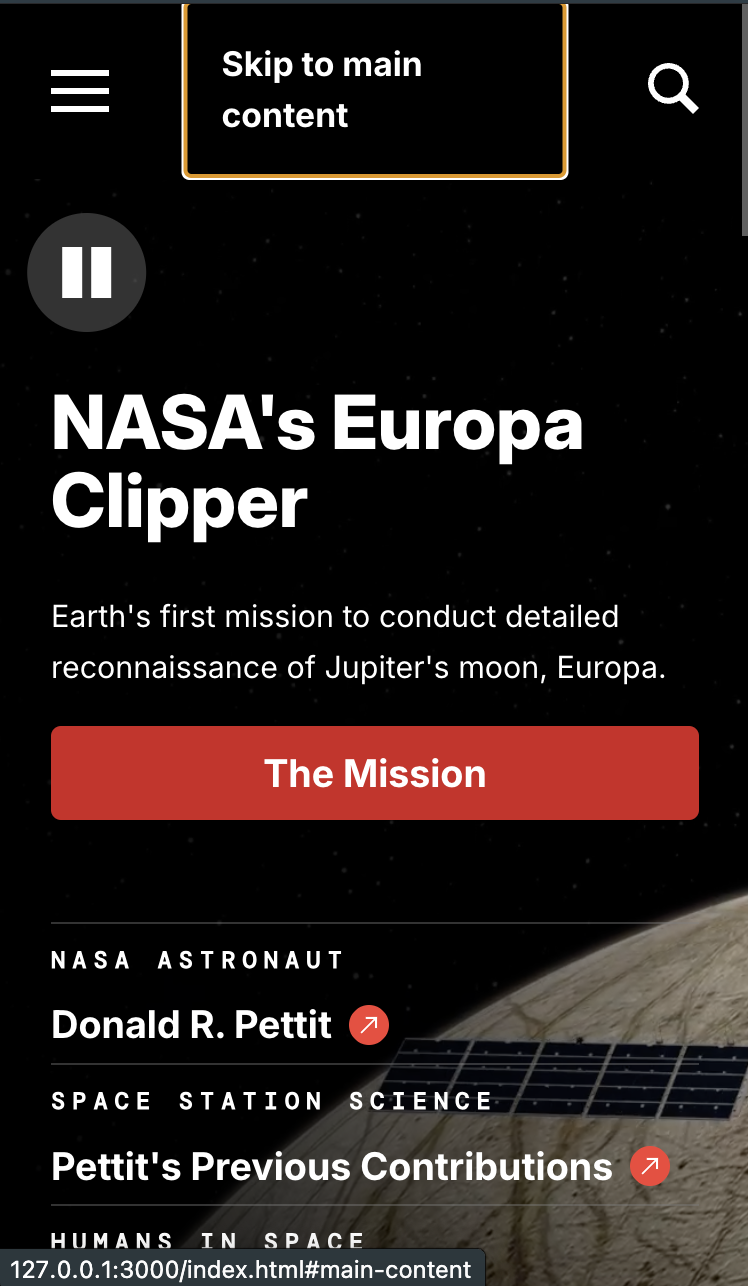 Skip to main
content
NASA's Europa
Clipper
Earth's first mission to conduct detailed
reconnaissance of Jupiter's moon, Europa.
The Mission
NASA ASTRONAUT
Donald R. Pettit
SPACE STATION SCIENCE
Pettit's Previous Contributions
HUMANS IN SPACE
127.0.0.1:3000/index.html#main-content